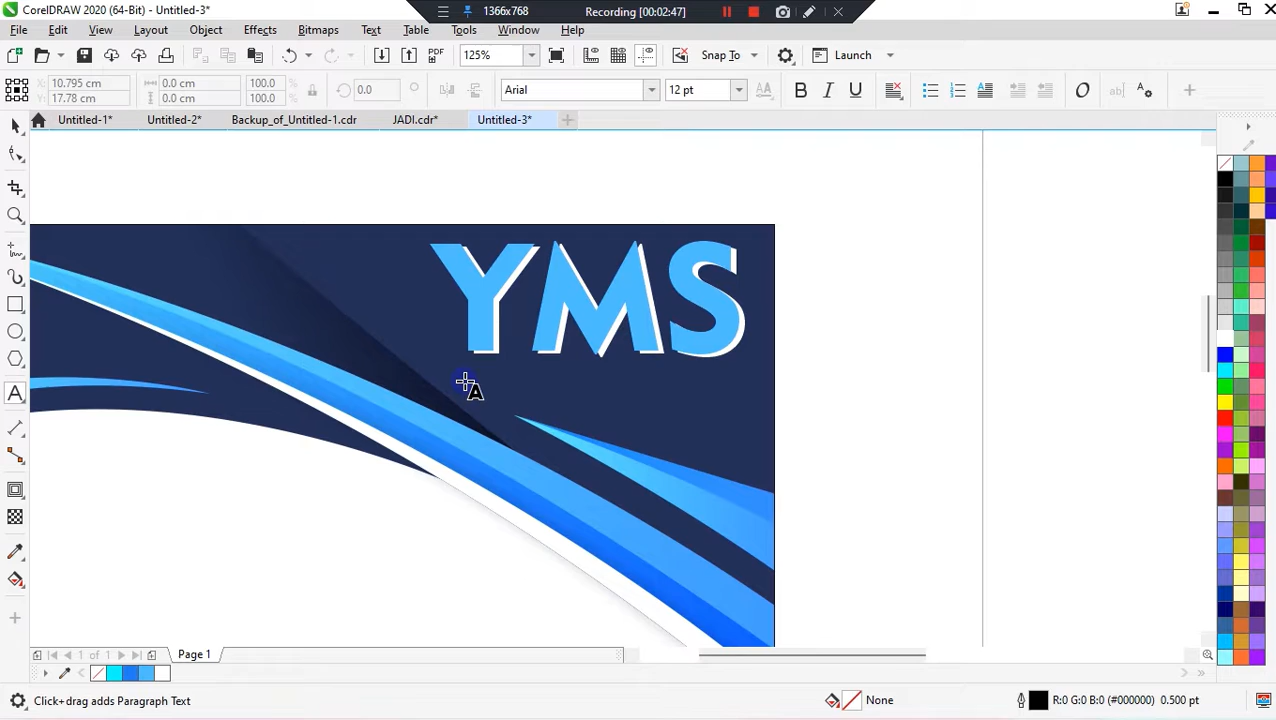 CorelDRAW 2020 (64-Bit) - Untitled-3*
1366x768
Recording [00:02:47]
File Edit View Layout Object Effects Bitmaps Text Table Tools Window Help
PDF 125% Snap To Launch
X: 10.795 cm 0.0 cm 100.0 0.0 Arial 12 pt B I U O ab|
Y: 17.78 cm 0.0 cm 100.0
Untitled-1* Untitled-2* Backup_of_Untitled-1.cdr JADI.cdr* Untitled-3*
YMS
A
A
1 of 1 Page 1
Click+drag adds Paragraph Text None R:0 G:0 B:0 (#000000) 0.500 pt